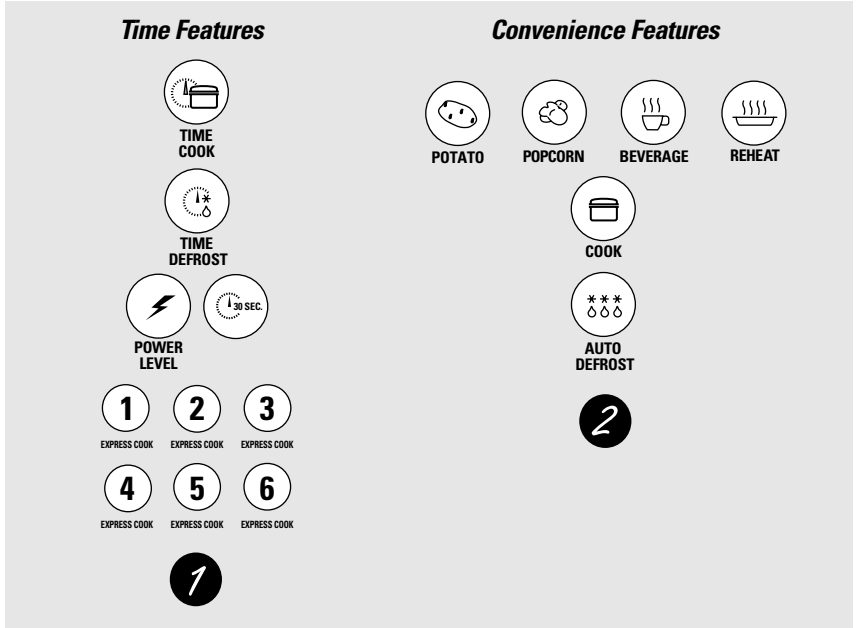 Time Features
TIME
COOK
TIME
DEFROST
30 SEC.
POWER
LEVEL
1 2 3
EXPRESS COOK EXPRESS COOK EXPRESS COOK
4 5 6
EXPRESS COOK EXPRESS COOK EXPRESS COOK
1
Convenience Features
POTATO POPCORN BEVERAGE REHEAT
COOK
AUTO
DEFROST
2